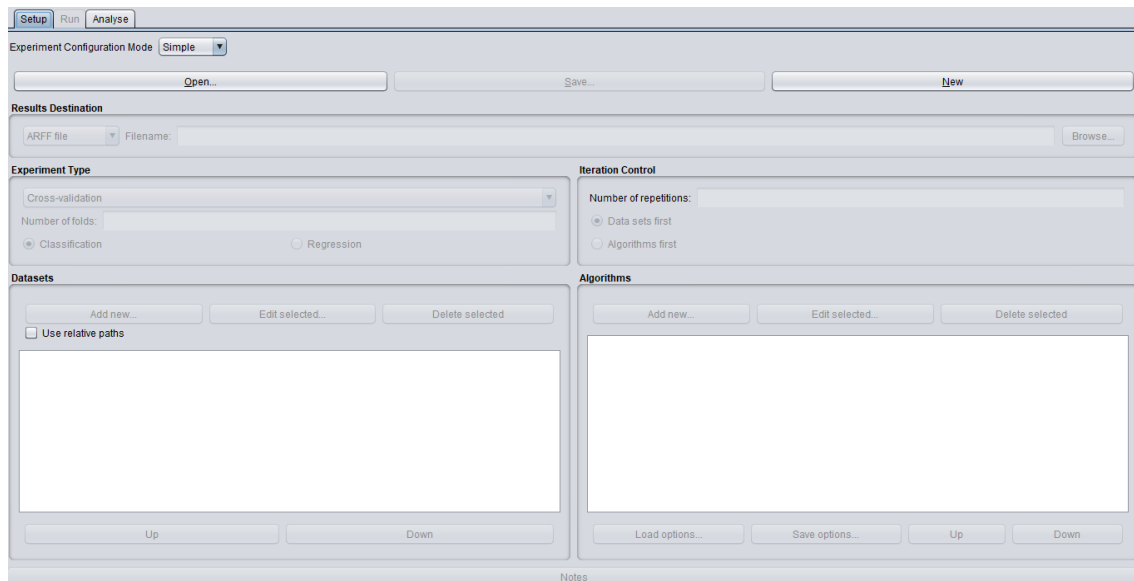 Setup Run Analyse
Experiment Configuration Mode Simple
Open... Save... New
Results Destination
ARFF file Filename: Browse...
Experiment Type
Cross-validation
Number of folds:
Classification Regression
Iteration Control
Number of repetitions:
Data sets first
Algorithms first
Datasets
Add new... Edit selected... Delete selected
Use relative paths
Up Down
Algorithms
Add new... Edit selected... Delete selected
Load options... Save options... Up Down
Notes